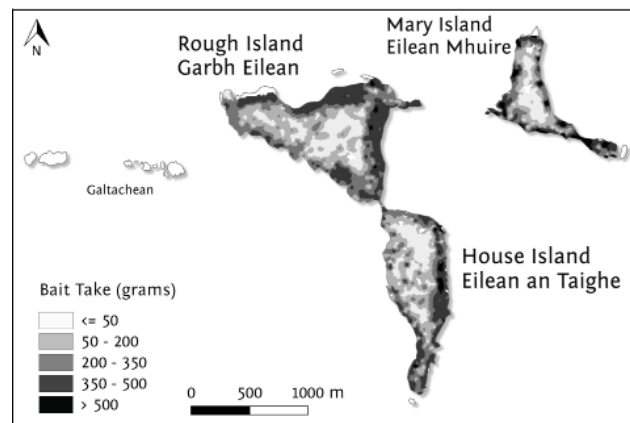 N
Rough Island
Garbh Eilean
Mary Island
Eilean Mhuire
Galtachean
House Island
Eilean an Taighe
Bait Take (grams)
<= 50
50 - 200
200 - 350
350 - 500
> 500
0 500 1000 m